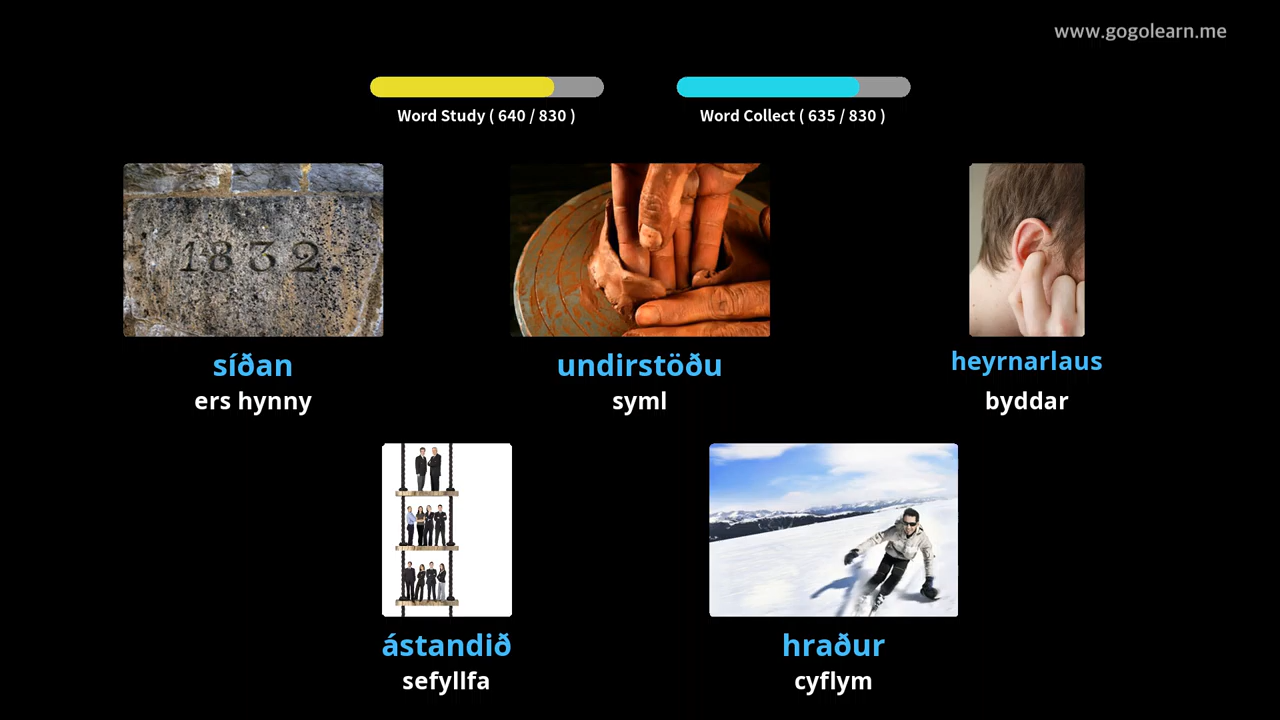 www.gogolearn.me
Word Study ( 640 / 830 )
Word Collect ( 635 / 830 )
1832
síðan
ers hynny
undirstöðu
syml
heyrnarlaus
byddar
ástandið
sefyllfa
hraður
cyflym